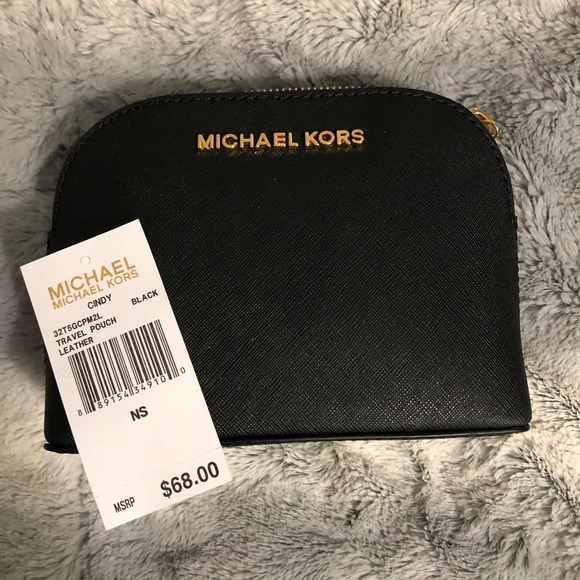 MICHAEL KORS
MICHAEL
MICHAEL KORS
CINDY
32T5GCPM2L BLACK
TRAVEL POUCH
LEATHER
8 89154 34910 0
NS
MSRP $68.00